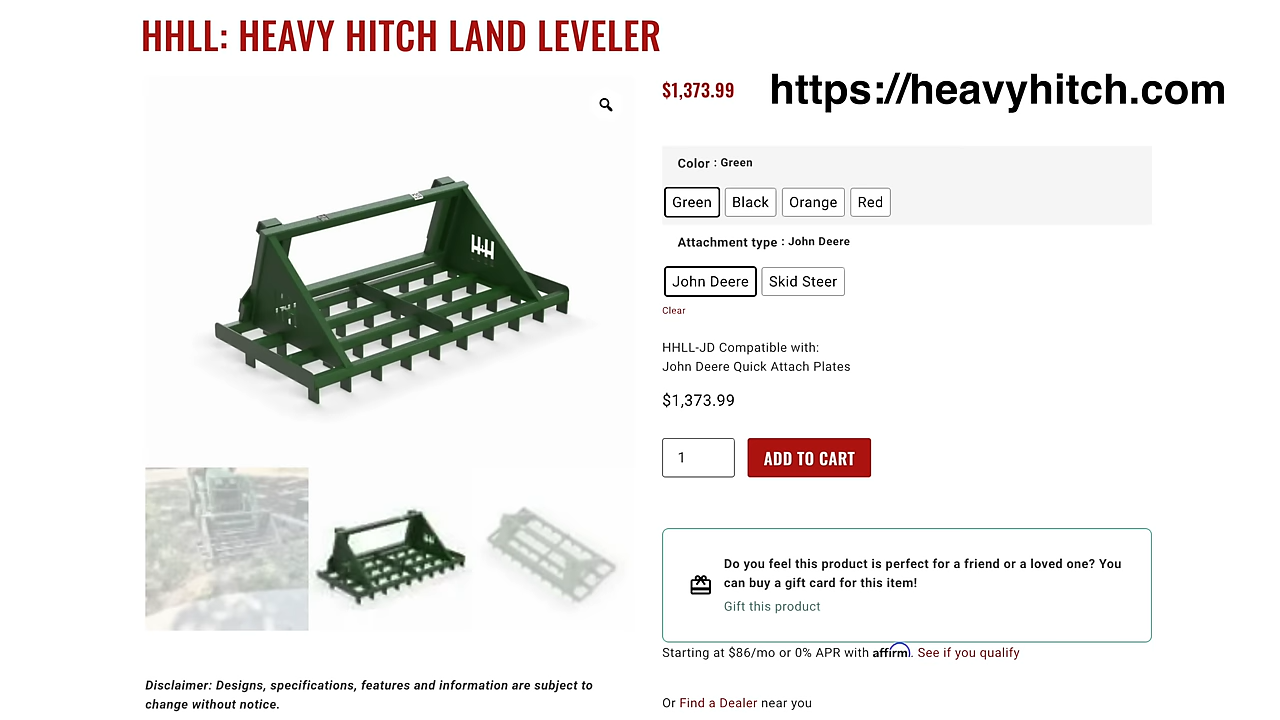 HHLL: HEAVY HITCH LAND LEVELER
$1,373.99
https://heavyhitch.com
Color : Green
Green Black Orange Red
Attachment type : John Deere
John Deere Skid Steer
Clear
HHLL-JD Compatible with:
John Deere Quick Attach Plates
$1,373.99
1 ADD TO CART
Do you feel this product is perfect for a friend or a loved one? You
can buy a gift card for this item!
Gift this product
Starting at $86/mo or 0% APR with affirm. See if you qualify
Or Find a Dealer near you
H+H
Disclaimer: Designs, specifications, features and information are subject to
change without notice.